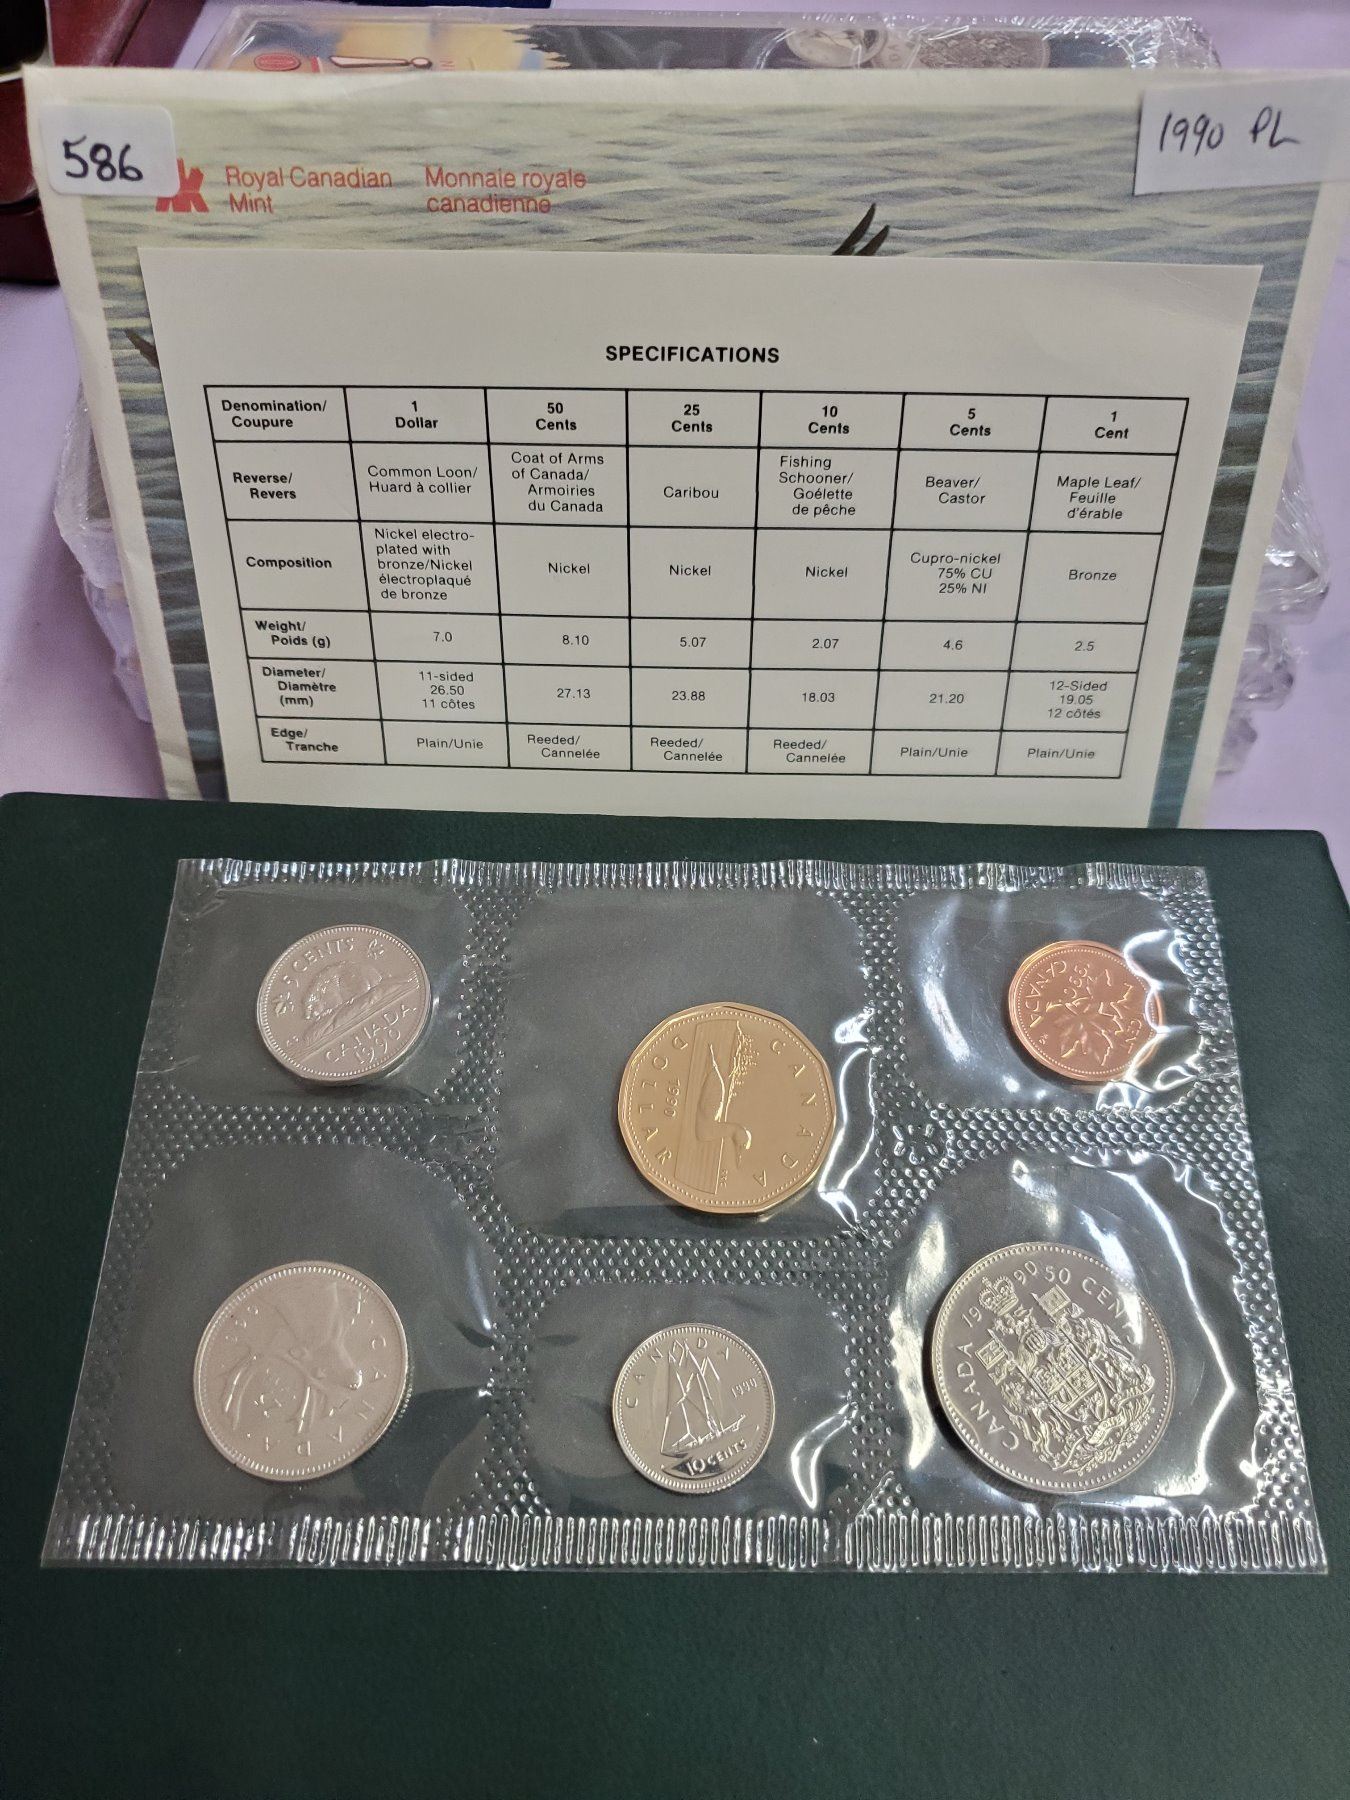 586
1990 PL
Royal Canadian Monnaie royale
Mint canadienne
SPECIFICATIONS
Denomination/ Coupure
1 Dollar
50 Cents
25 Cents
10 Cents
5 Cents
1 Cent
Reverse/ Revers
Common Loon/ Huard à collier
Coat of Arms of Canada/ Armoiries du Canada
Caribou
Fishing Schooner/ Goélette de pêche
Beaver/ Castor
Maple Leaf/ Feuille d'érable
Composition
Nickel electro-plated with bronze/Nickel électroplaqué de bronze
Nickel
Nickel
Nickel
Cupro-nickel 75% CU 25% NI
Bronze
Weight/ Poids (g)
7.0
8.10
5.07
2.07
4.6
2.5
Diameter/ Diamètre (mm)
11-sided 26.50 11 côtes
27.13
23.88
18.03
21.20
12-Sided 19.05 12 côtés
Edge/ Tranche
Plain/Unie
Reeded/ Cannelée
Reeded/ Cannelée
Reeded/ Cannelée
Plain/Unie
Plain/Unie
5 CENTS
CANADA
1990
CANADA
1990
DOLLAR
1 CENT
1990
CANADA
CANADA
1990
25
CANADA
1990
10 CENTS
CANADA 1990 50 CENTS